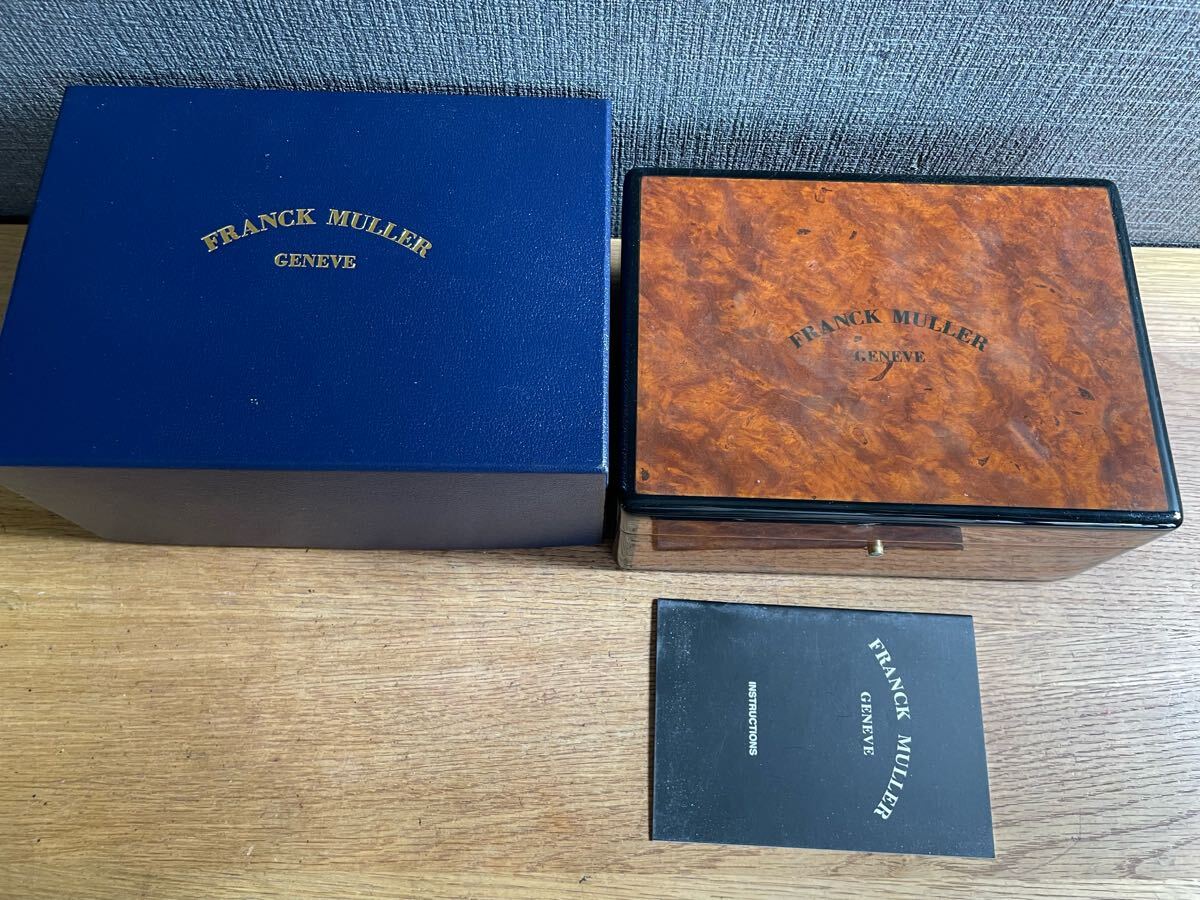 FRANCK MULLER
GENEVE
FRANCK MULLER
GENEVE
FRANCK MULLER
GENEVE
INSTRUCTIONS